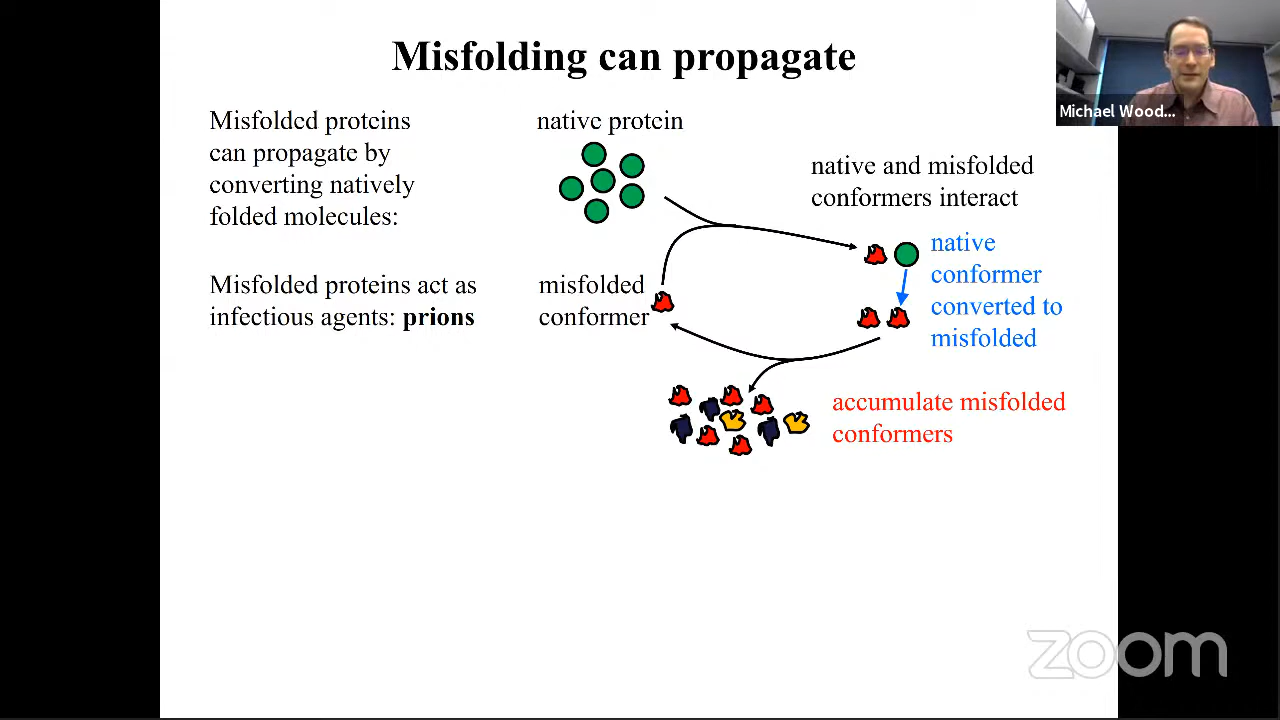 Misfolding can propagate
Michael Wood...
Misfolded proteins
can propagate by
converting natively
folded molecules:
native protein
native and misfolded
conformers interact
native
conformer
converted to
misfolded
Misfolded proteins act as
infectious agents: prions
misfolded
conformer
accumulate misfolded
conformers
zoom